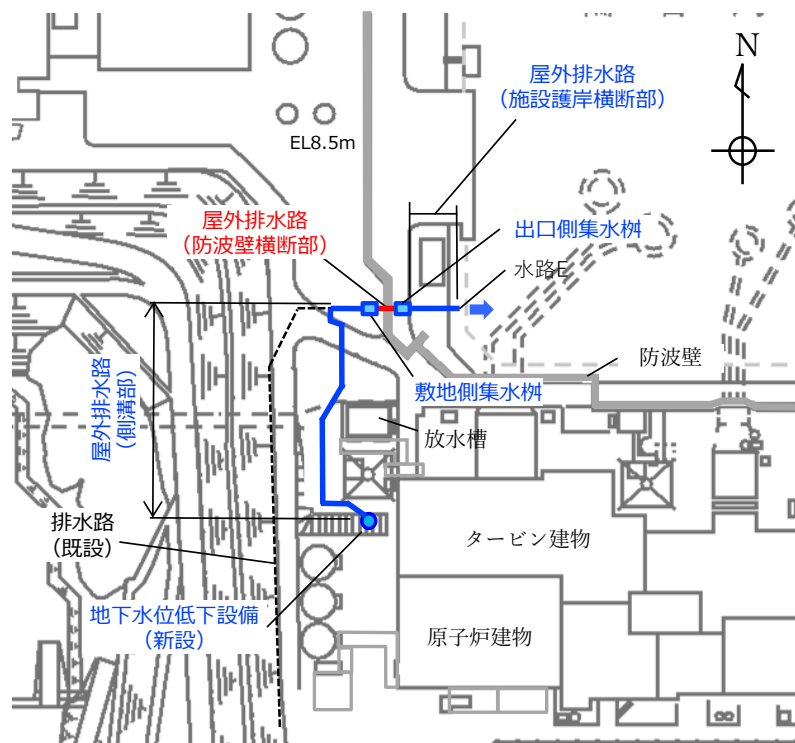 屋外排水路
（施設護岸横断部）
N
EL8.5m
屋外排水路
（防波壁横断部）
出口側集水桝
水路E
防波壁
敷地側集水桝
屋外排水路
（側溝部）
放水槽
排水路
（既設）
タービン建物
地下水位低下設備
（新設）
原子炉建物